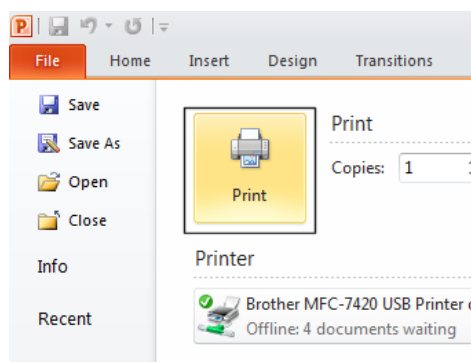 P
File Home Insert Design Transitions
Save
Save As
Open
Close
Info
Recent
Print
Print
Copies: 1
Printer
Brother MFC-7420 USB Printer
Offline: 4 documents waiting